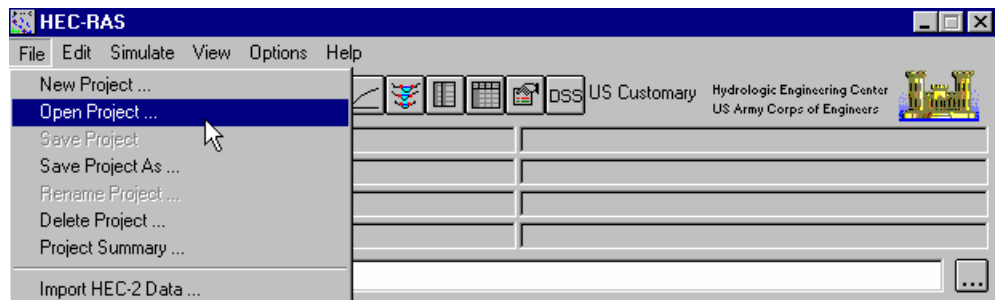 HEC-RAS
File Edit Simulate View Options Help
New Project ...
Open Project ...
Save Project
Save Project As ...
Rename Project ...
Delete Project ...
Project Summary ...
Import HEC-2 Data ...
DSS US Customary
Hydrologic Engineering Center
US Army Corps of Engineers
...